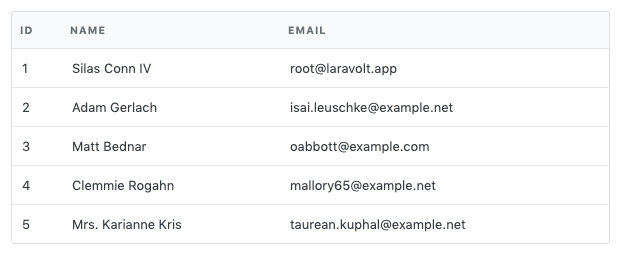 ID NAME EMAIL
1 Silas Conn IV root@laravolt.app
2 Adam Gerlach isai.leuschke@example.net
3 Matt Bednar oabbott@example.com
4 Clemmie Rogahn mallory65@example.net
5 Mrs. Karianne Kris taurean.kuphal@example.net